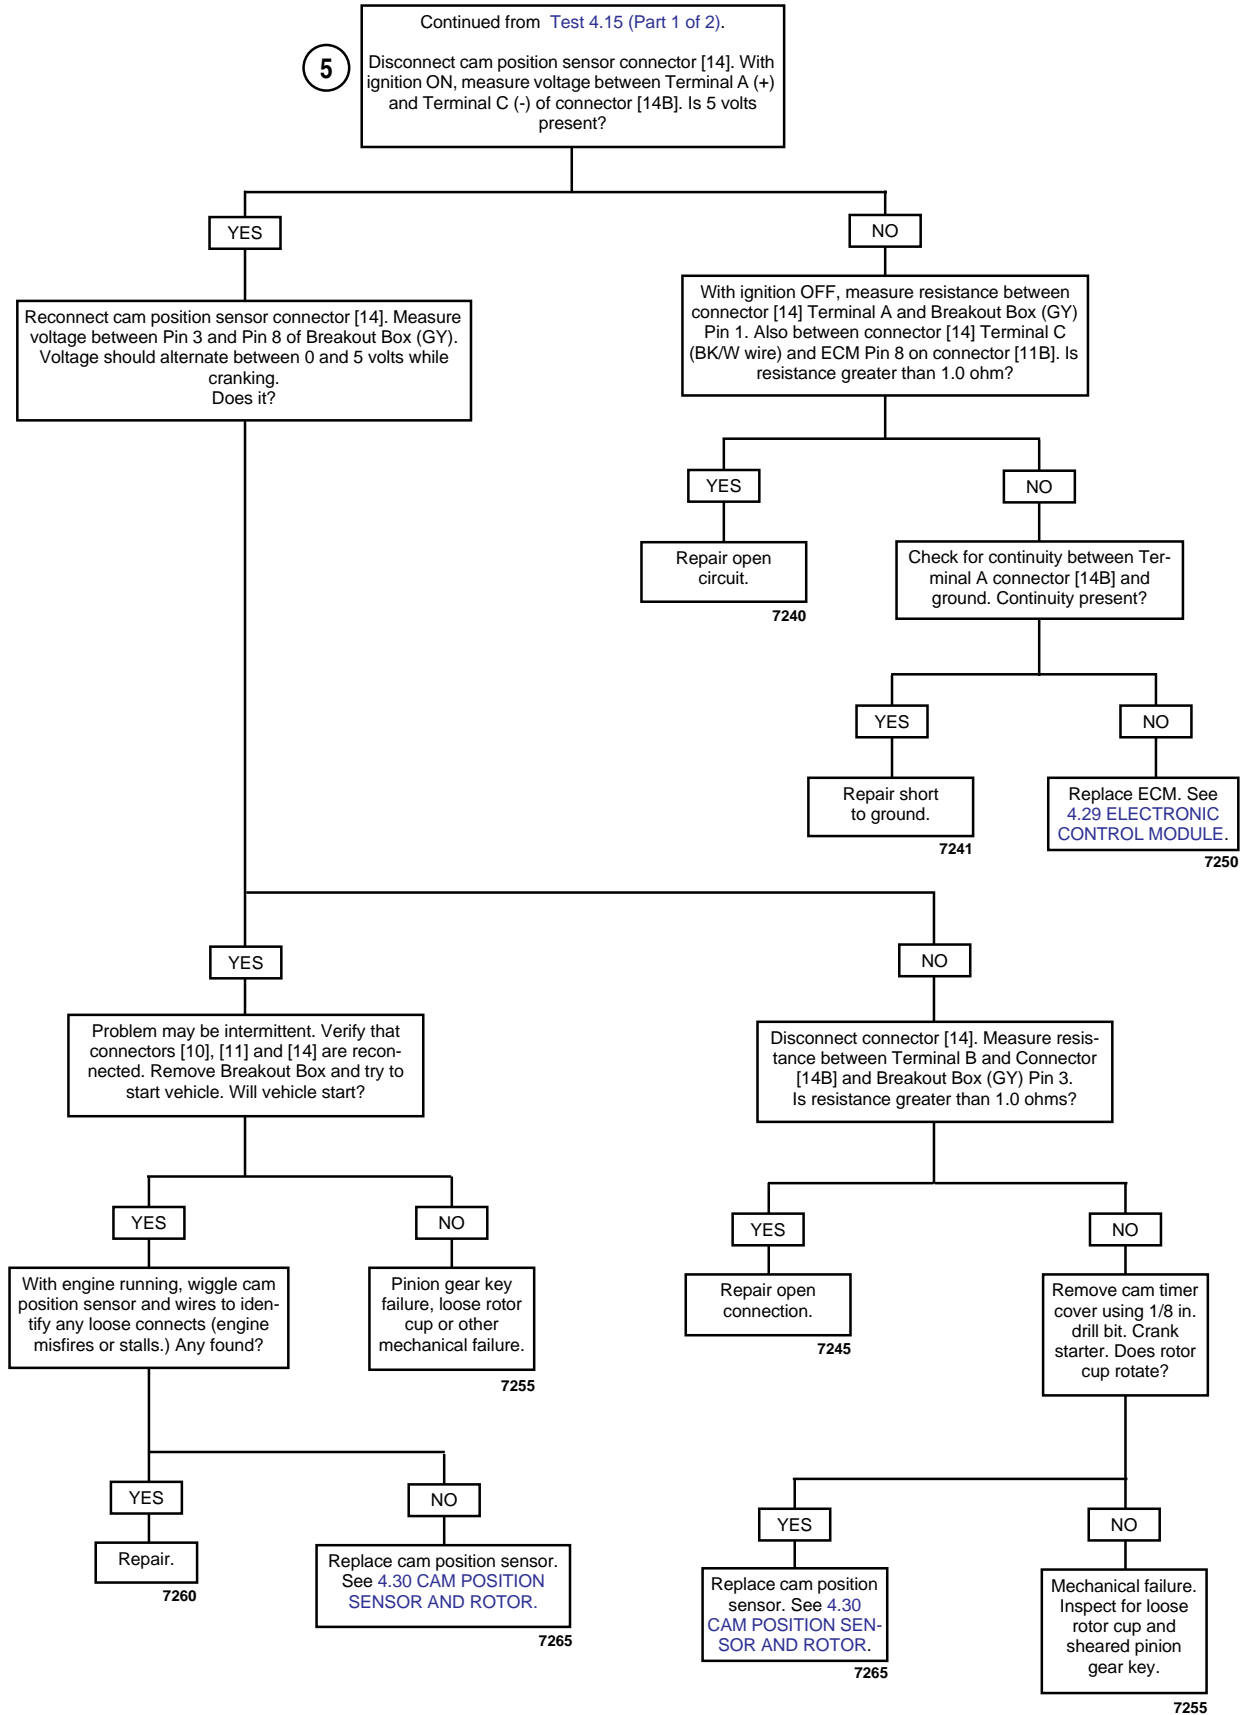 Continued from Test 4.15 (Part 1 of 2).
5
Disconnect cam position sensor connector [14]. With
ignition ON, measure voltage between Terminal A (+)
and Terminal C (-) of connector [14B]. Is 5 volts
present?
YES
NO
Reconnect cam position sensor connector [14]. Measure
voltage between Pin 3 and Pin 8 of Breakout Box (GY).
Voltage should alternate between 0 and 5 volts while
cranking.
Does it?
With ignition OFF, measure resistance between
connector [14] Terminal A and Breakout Box (GY)
Pin 1. Also between connector [14] Terminal C
(BK/W wire) and ECM Pin 8 on connector [11B]. Is
resistance greater than 1.0 ohm?
YES
NO
Repair open
circuit.
7240
Check for continuity between Ter-
minal A connector [14B] and
ground. Continuity present?
YES
NO
Repair short
to ground.
7241
Replace ECM. See
4.29 ELECTRONIC
CONTROL MODULE.
7250
YES
NO
Problem may be intermittent. Verify that
connectors [10], [11] and [14] are recon-
nected. Remove Breakout Box and try to
start vehicle. Will vehicle start?
Disconnect connector [14]. Measure resis-
tance between Terminal B and Connector
[14B] and Breakout Box (GY) Pin 3.
Is resistance greater than 1.0 ohms?
YES
NO
YES
NO
With engine running, wiggle cam
position sensor and wires to iden-
tify any loose connects (engine
misfires or stalls.) Any found?
Pinion gear key
failure, loose rotor
cup or other
mechanical failure.
7255
Repair open
connection.
7245
Remove cam timer
cover using 1/8 in.
drill bit. Crank
starter. Does rotor
cup rotate?
YES
NO
YES
NO
Repair.
7260
Replace cam position sensor.
See 4.30 CAM POSITION
SENSOR AND ROTOR.
7265
Replace cam position
sensor. See 4.30
CAM POSITION SEN-
SOR AND ROTOR.
7265
Mechanical failure.
Inspect for loose
rotor cup and
sheared pinion
gear key.
7255